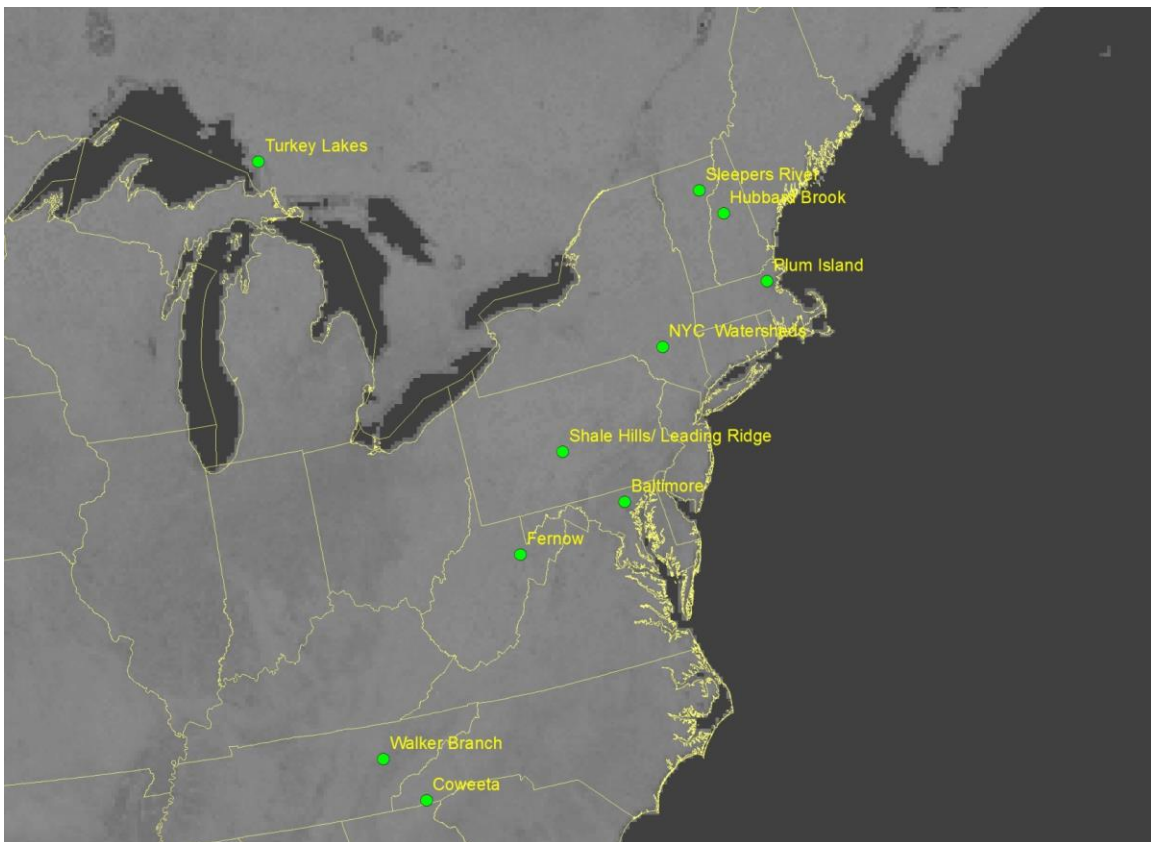 Turkey Lakes
Sleepers River
Hubbard Brook
Plum Island
NYC  Watersheds
Shale Hills/ Leading Ridge
Baltimore
Fernow
Walker Branch
Coweeta